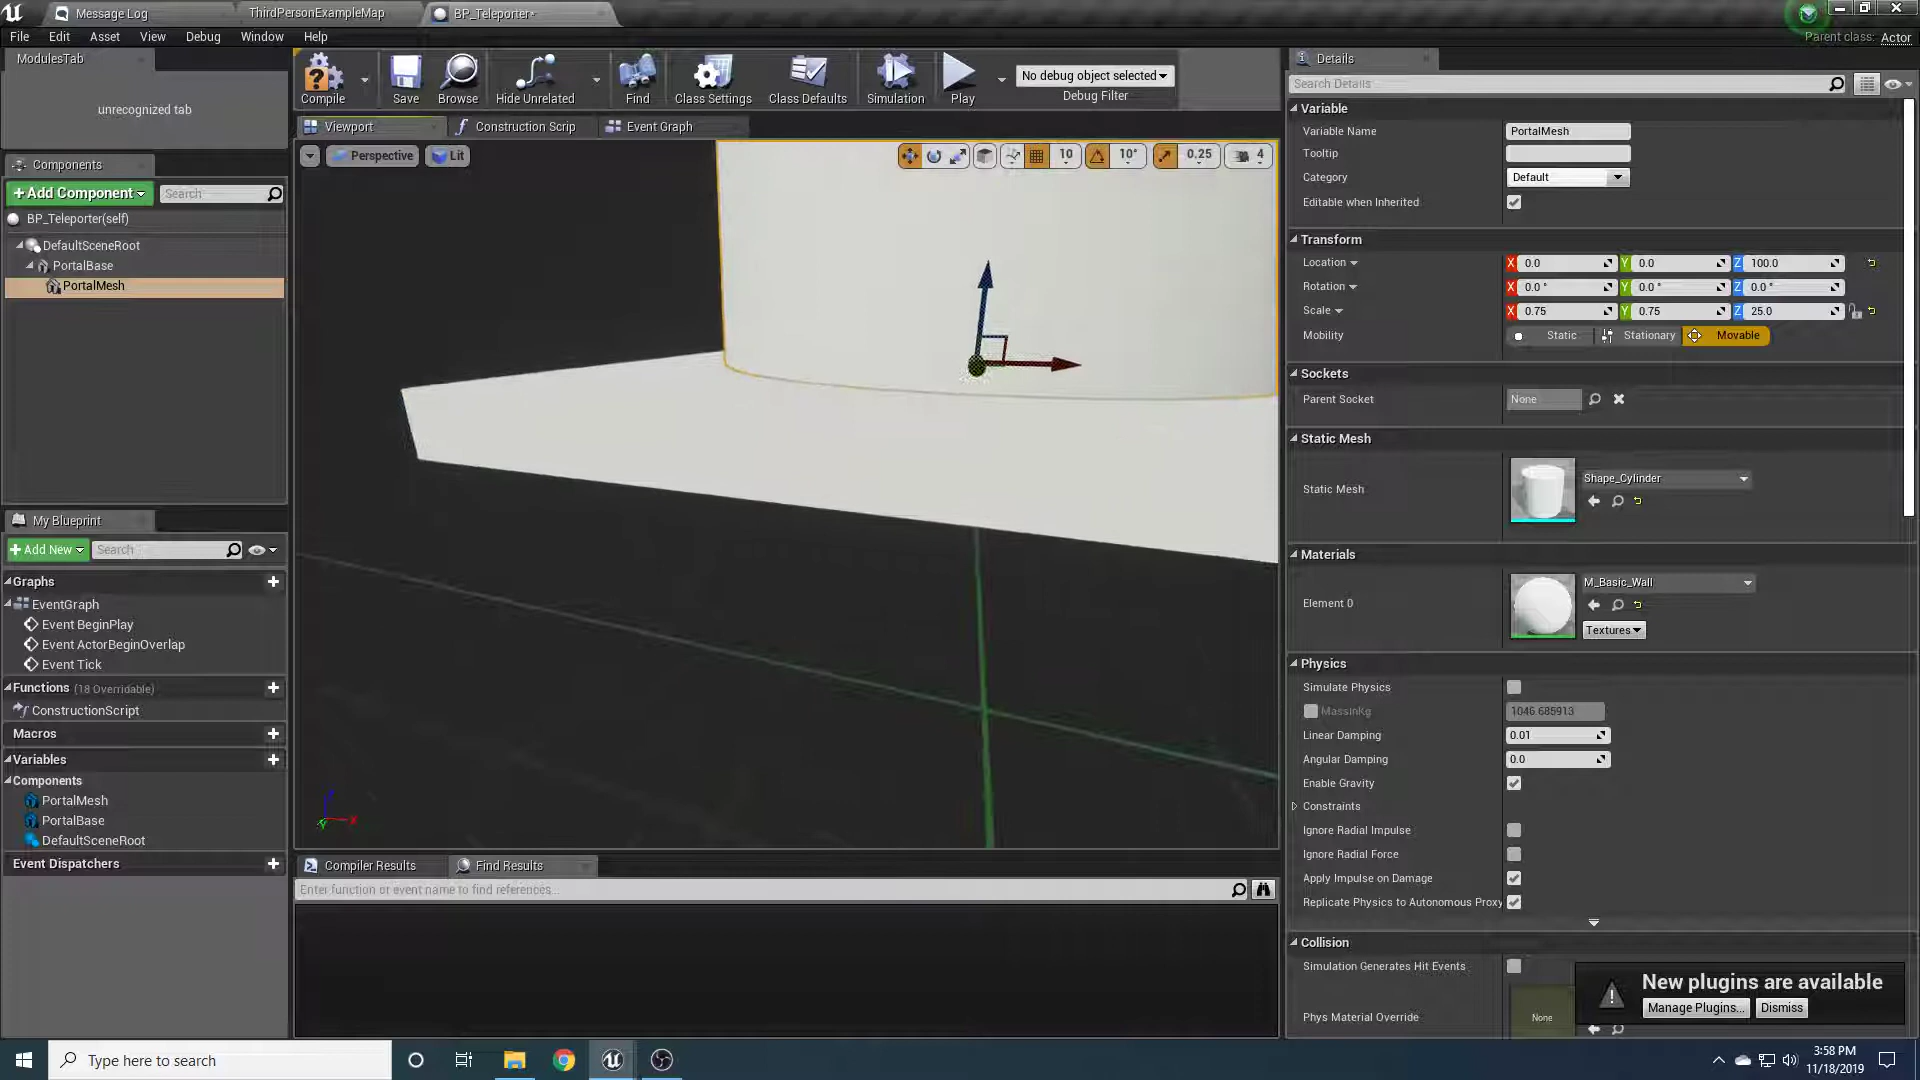 Message Log
ThirdPersonExampleMap
BP_Teleporter*
File Edit Asset View Debug Window Help
Parent class: Actor
ModulesTab
unrecognized tab
Compile
Save
Browse
Hide Unrelated
Find
Class Settings
Class Defaults
Simulation
Play
No debug object selected
Debug Filter
Viewport
Construction Scrip
Event Graph
Perspective
Lit
10
10°
0.25
4
Components
+ Add Component
Search
BP_Teleporter(self)
DefaultSceneRoot
PortalBase
PortalMesh
My Blueprint
+ Add New
Search
Graphs
EventGraph
Event BeginPlay
Event ActorBeginOverlap
Event Tick
Functions (18 Overridable)
ConstructionScript
Macros
Variables
Components
PortalMesh
PortalBase
DefaultSceneRoot
Event Dispatchers
Compiler Results
Find Results
Enter function or event name to find references...
Details
Search Details
Variable
Variable Name PortalMesh
Tooltip
Category Default
Editable when Inherited
Transform
Location X 0.0 Y 0.0 Z 100.0
Rotation X 0.0 ° Y 0.0 ° Z 0.0 °
Scale X 0.75 Y 0.75 Z 25.0
Mobility Static Stationary Movable
Sockets
Parent Socket None
Static Mesh
Static Mesh Shape_Cylinder
Materials
Element 0 M_Basic_Wall
Textures
Physics
Simulate Physics
MassInKg 1046.685913
Linear Damping 0.01
Angular Damping 0.0
Enable Gravity
Constraints
Ignore Radial Impulse
Ignore Radial Force
Apply Impulse on Damage
Replicate Physics to Autonomous Proxy
Collision
Simulation Generates Hit Events
Phys Material Override None
New plugins are available
Manage Plugins... Dismiss
Type here to search
3:58 PM
11/18/2019